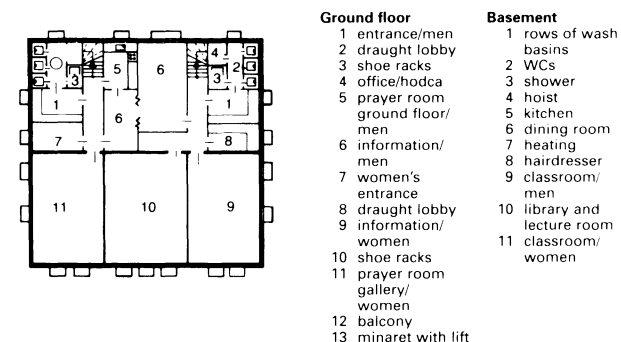 4
5
6
2
3
3
1
6
1
7
8
11
10
9
Ground floor
1 entrance/men
2 draught lobby
3 shoe racks
4 office/hodca
5 prayer room
ground floor/
men
6 information/
men
7 women's
entrance
8 draught lobby
9 information/
women
10 shoe racks
11 prayer room
gallery/
women
12 balcony
13 minaret with lift
Basement
1 rows of wash
basins
2 WCs
3 shower
4 hoist
5 kitchen
6 dining room
7 heating
8 hairdresser
9 classroom/
men
10 library and
lecture room
11 classroom/
women